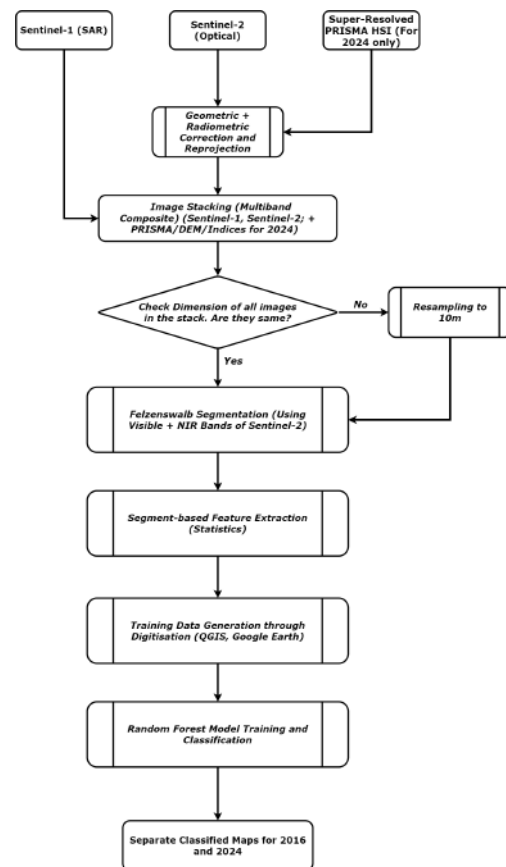 Sentinel-1 (SAR)
Sentinel-2
(Optical)
Super-Resolved
PRISMA HSI (For
2024 only)
Geometric +
Radiometric
Correction and
Reprojection
Image Stacking (Multiband
Composite) (Sentinel-1, Sentinel-2; +
PRISMA/DEM/Indices for 2024)
Check Dimension of all images
in the stack. Are they same?
No
Resampling to
10m
Yes
Felzenswalb Segmentation (Using
Visible + NIR Bands of Sentinel-2)
Segment-based Feature Extraction
(Statistics)
Training Data Generation through
Digitisation (QGIS, Google Earth)
Random Forest Model Training and
Classification
Separate Classified Maps for 2016
and 2024